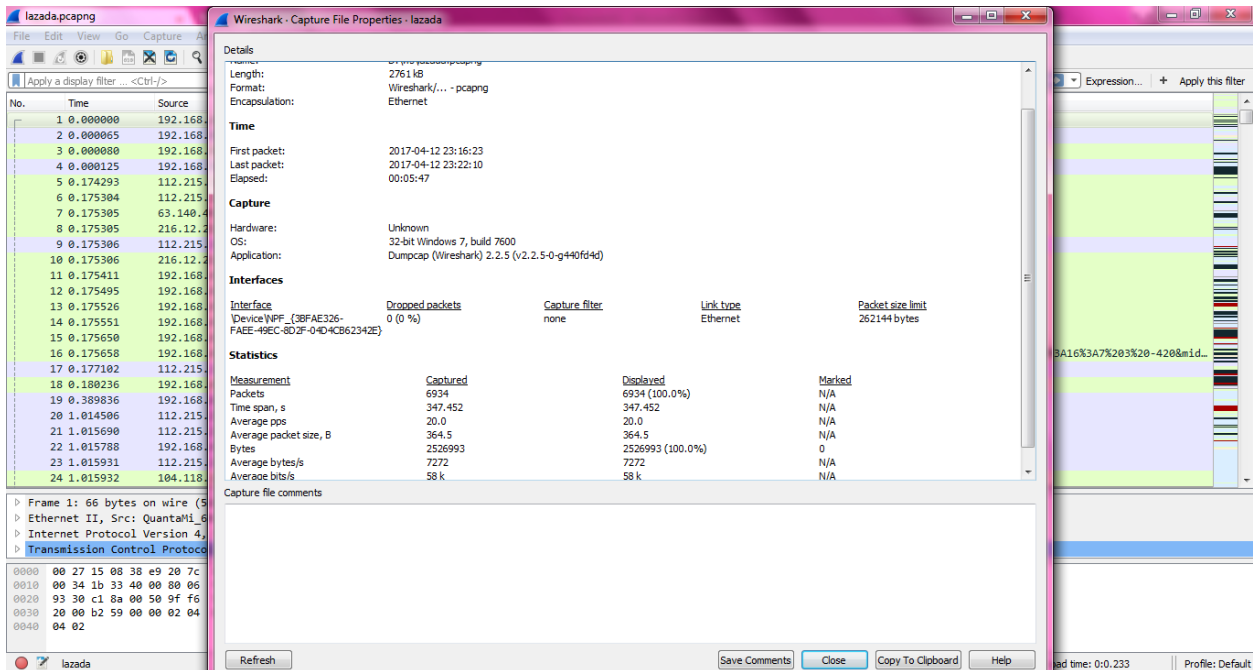 lazada.pcapng
File Edit View Go Capture
Apply a display filter ... <Ctrl-/>
Expression... + Apply this filter
No. Time Source
1 0.000000 192.168.
2 0.000065 192.168.
3 0.000080 192.168.
4 0.000125 192.168.
5 0.174293 112.215.
6 0.175304 112.215.
7 0.175305 63.140.4
8 0.175305 216.12.2
9 0.175306 112.215.
10 0.175306 216.12.2
11 0.175411 192.168.
12 0.175495 192.168.
13 0.175526 192.168.
14 0.175551 192.168.
15 0.175650 192.168.
16 0.175658 192.168.
3A16%3A7%203%20-420&mid...
17 0.177102 112.215.
18 0.180236 192.168.
19 0.389836 192.168.
20 1.014506 112.215.
21 1.015690 112.215.
22 1.015788 192.168.
23 1.015931 112.215.
24 1.015932 104.118.
Frame 1: 66 bytes on wire (5
Ethernet II, Src: QuantaMi_6
Internet Protocol Version 4,
Transmission Control Protoco
0000 00 27 15 08 38 e9 20 7c
0010 00 34 1b 33 40 00 80 06
0020 93 30 c1 8a 00 50 9f f6
0030 20 00 b2 59 00 00 02 04
0040 04 02
lazada
ad time: 0:0.233 Profile: Default
Wireshark · Capture File Properties · lazada
Details
Length: 2761 kB
Format: Wireshark/... - pcapng
Encapsulation: Ethernet
Time
First packet: 2017-04-12 23:16:23
Last packet: 2017-04-12 23:22:10
Elapsed: 00:05:47
Capture
Hardware: Unknown
OS: 32-bit Windows 7, build 7600
Application: Dumpcap (Wireshark) 2.2.5 (v2.2.5-0-g440fd4d)
Interfaces
Interface Dropped packets Capture filter Link type Packet size limit
\Device\NPF_{3BFAE326- 0 (0 %) none Ethernet 262144 bytes
FAEE-49EC-8D2F-04D4CB62342E}
Statistics
Measurement Captured Displayed Marked
Packets 6934 6934 (100.0%) N/A
Time span, s 347.452 347.452 N/A
Average pps 20.0 20.0 N/A
Average packet size, B 364.5 364.5 N/A
Bytes 2526993 2526993 (100.0%) 0
Average bytes/s 7272 7272 N/A
Average bits/s 58 k 58 k N/A
Capture file comments
Refresh Save Comments Close Copy To Clipboard Help